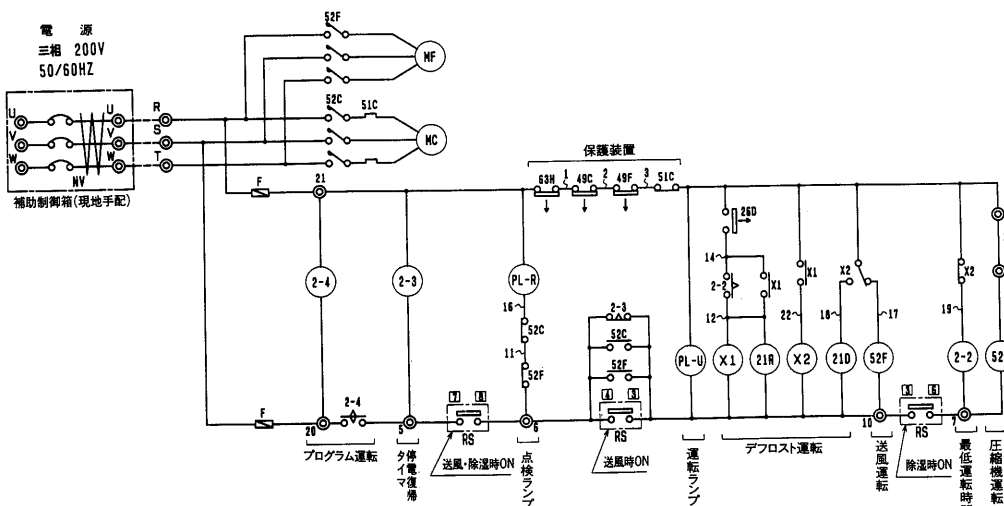 電 源
三相 200V
50/60HZ
52F
MF
U
V
W
NV
U
V
W
R
S
T
52C
51C
MC
補助制御箱(現地手配)
F
21
保護装置
63H
1
49C
2
49F
3
51C
26D
14
2-4
2-3
PL-R
2-2
X1
X1
X2
X2
16
52C
2-3
12
22
18
17
19
11
52C
52F
52F
PL-U
X1
21R
X2
21D
52F
2-2
52
F
2-4
7
8
4
3
3
6
20
5
RS
6
RS
10
RS
7
プログラム運転
停電復帰
タイマ
送風・除湿時ON
点検ランプ
送風時ON
運転ランプ
デフロスト運転
送風運転
除湿時ON
最低運転時間
圧縮機運転